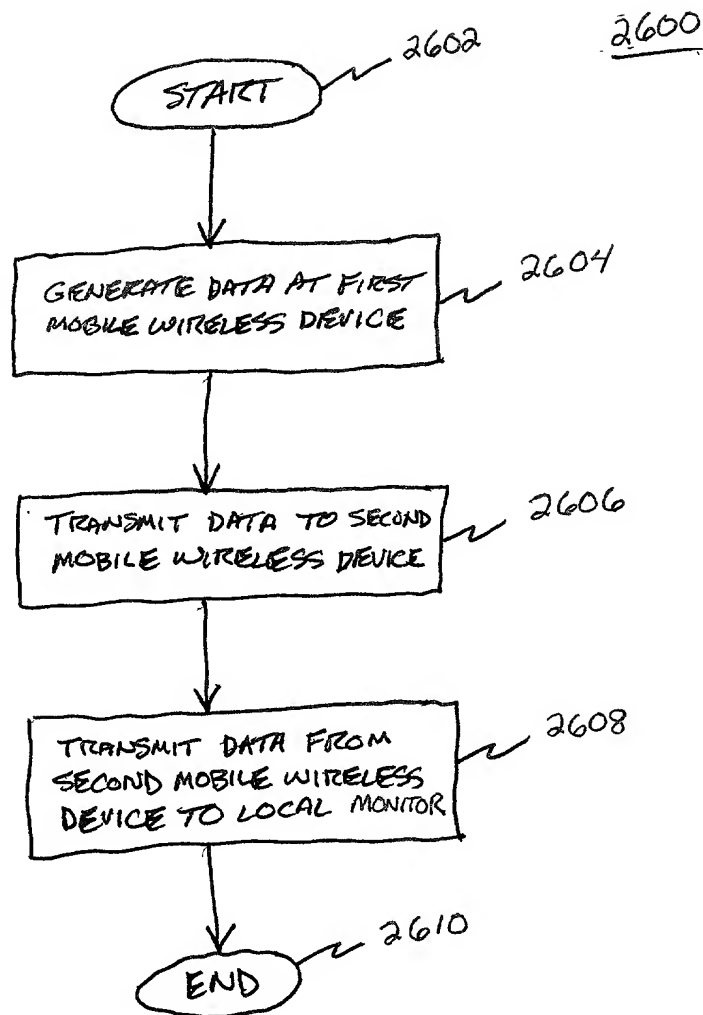 2600
2602
START
2604
GENERATE DATA AT FIRST
MOBILE WIRELESS DEVICE
2606
TRANSMIT DATA TO SECOND
MOBILE WIRELESS DEVICE
2608
TRANSMIT DATA FROM
SECOND MOBILE WIRELESS
DEVICE TO LOCAL MONITOR
2610
END